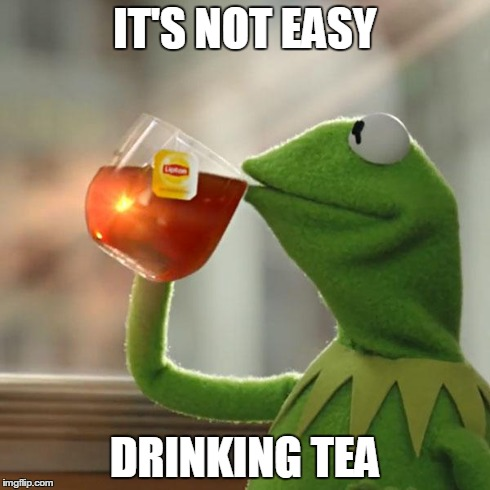 IT'S NOT EASY
Lipton
DRINKING TEA
imgflip.com